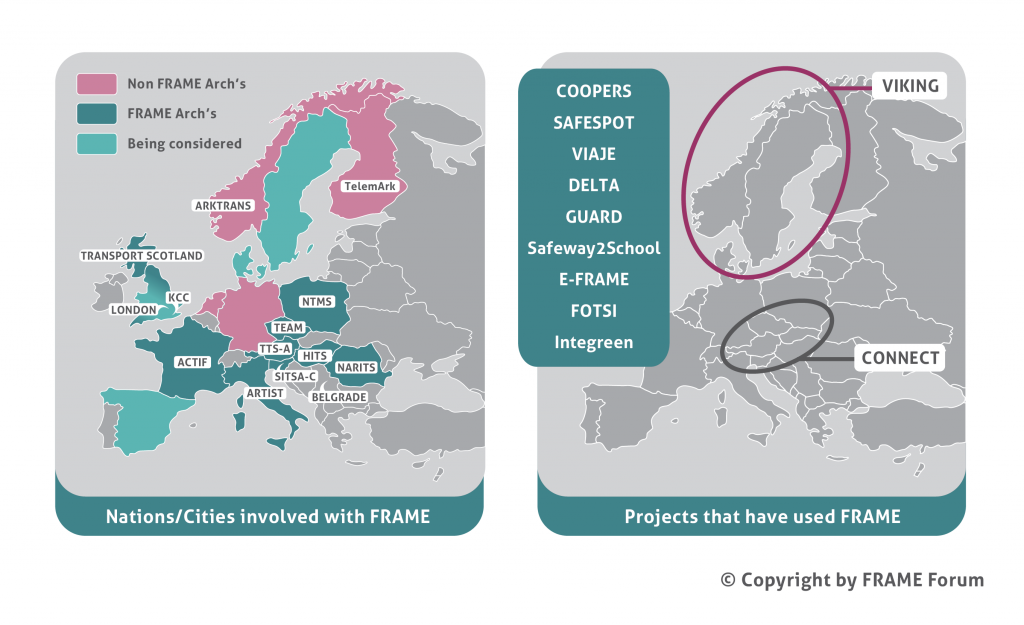 Non FRAME Arch's
FRAME Arch's
Being considered
TelemArk
ARKTRANS
TRANSPORT SCOTLAND
KCC
LONDON
NTMS
TEAM
TTS-A
HITS
ACTIF
NARITS
SITSA-C
ARTIST
BELGRADE
Nations/Cities involved with FRAME
COOPERS
SAFESPOT
VIAJE
DELTA
GUARD
Safeway2School
E-FRAME
FOTSI
Integreen
VIKING
CONNECT
Projects that have used FRAME
© Copyright by FRAME Forum